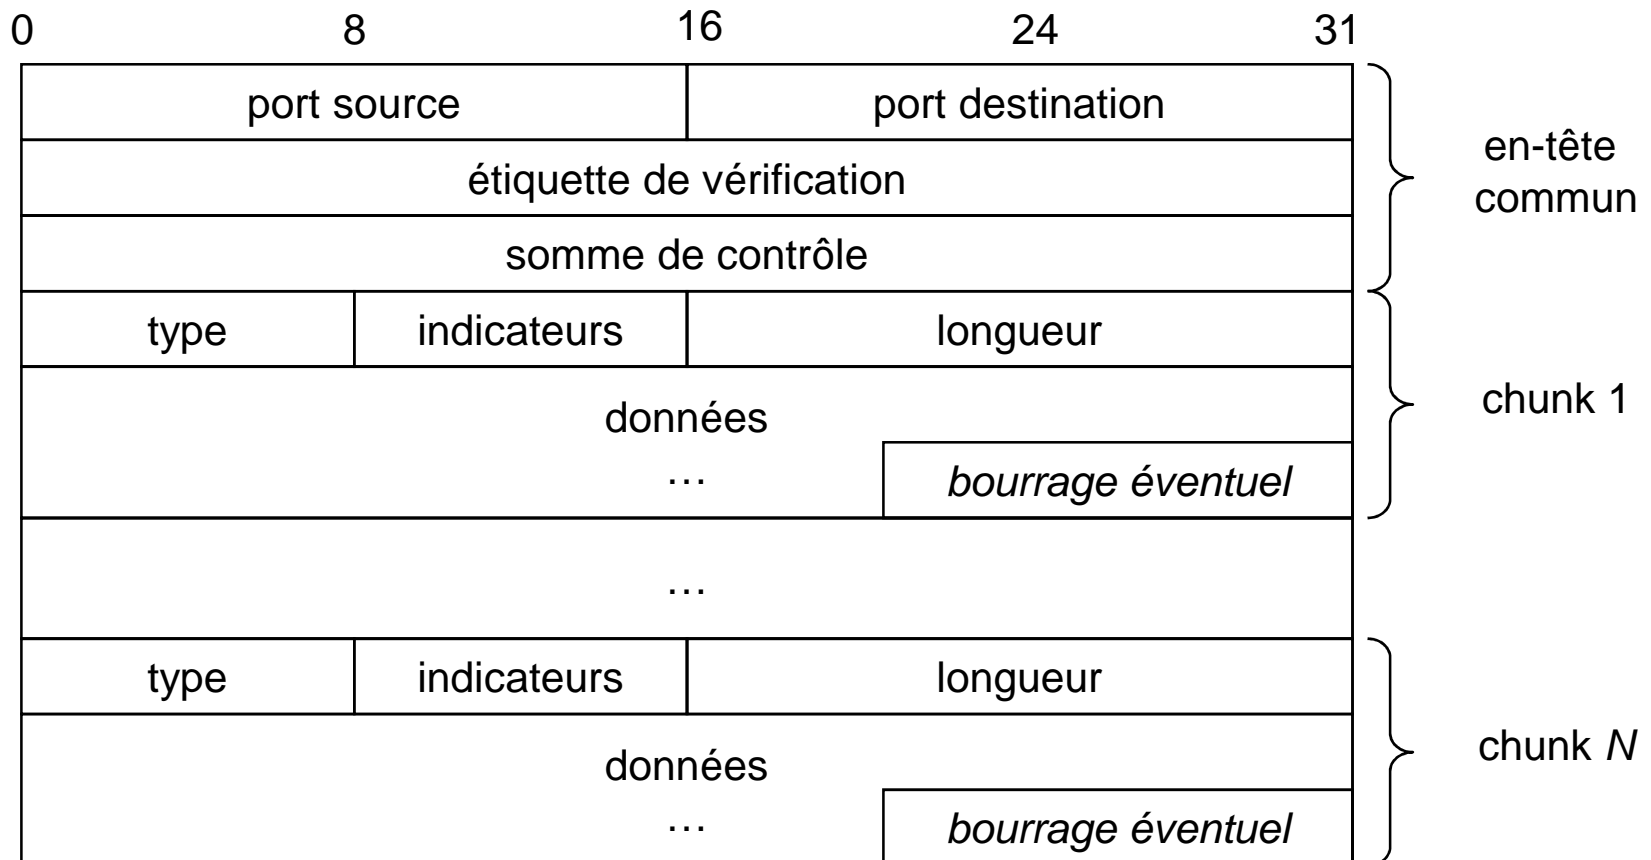 0 8 16 24 31
port source port destination
étiquette de vérification
somme de contrôle
en-tête
commun
type indicateurs longueur
données
… bourrage éventuel
chunk 1
…
type indicateurs longueur
données
… bourrage éventuel
chunk N